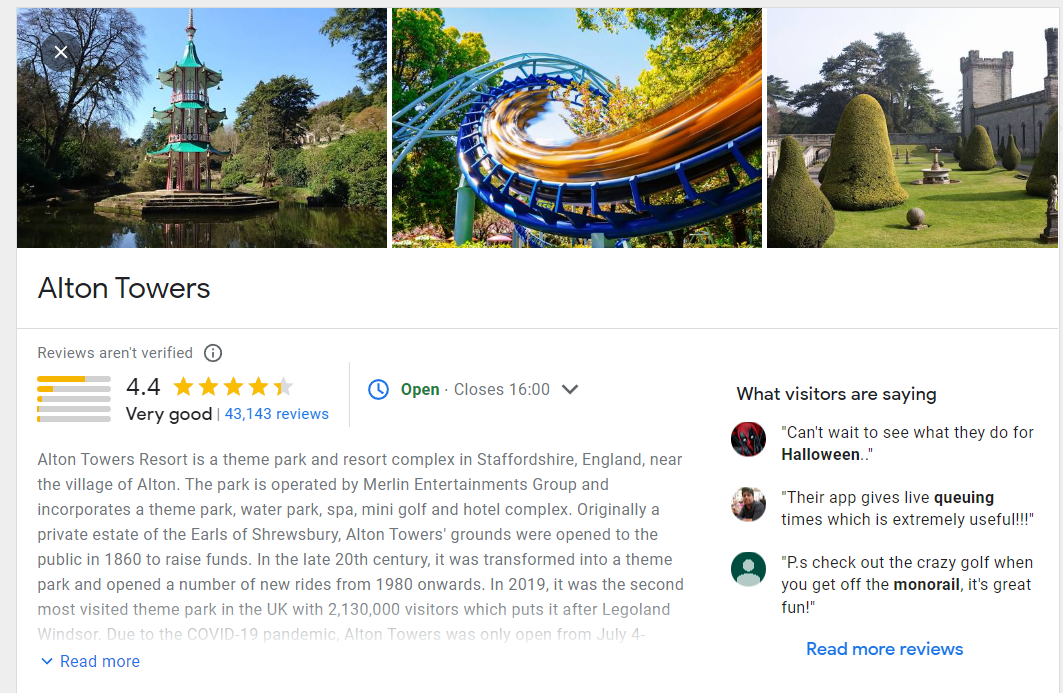 Alton Towers
Reviews aren't verified
4.4
Very good | 43,143 reviews
Open · Closes 16:00
Alton Towers Resort is a theme park and resort complex in Staffordshire, England, near
the village of Alton. The park is operated by Merlin Entertainments Group and
incorporates a theme park, water park, spa, mini golf and hotel complex. Originally a
private estate of the Earls of Shrewsbury, Alton Towers' grounds were opened to the
public in 1860 to raise funds. In the late 20th century, it was transformed into a theme
park and opened a number of new rides from 1980 onwards. In 2019, it was the second
most visited theme park in the UK with 2,130,000 visitors which puts it after Legoland
Windsor. Due to the COVID-19 pandemic, Alton Towers was only open from July 4-
Read more
What visitors are saying
"Can't wait to see what they do for
Halloween.."
"Their app gives live queuing
times which is extremely useful!!!"
"P.s check out the crazy golf when
you get off the monorail, it's great
fun!"
Read more reviews